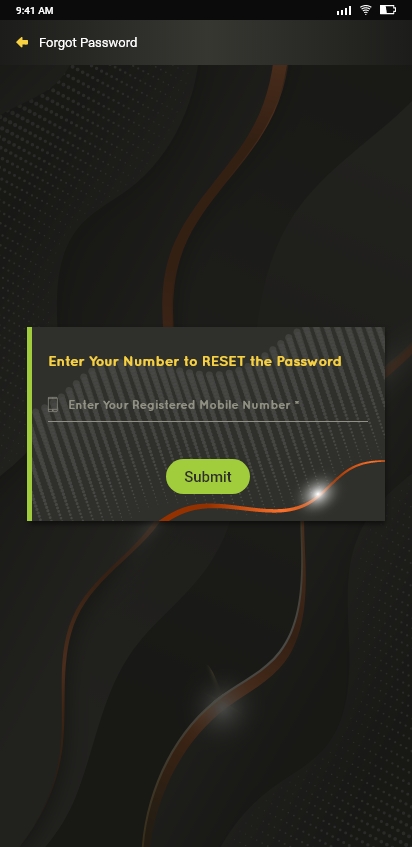 9:41 AM
Forgot Password
Enter Your Number to RESET the Password
Enter Your Registered Mobile Number *
Submit